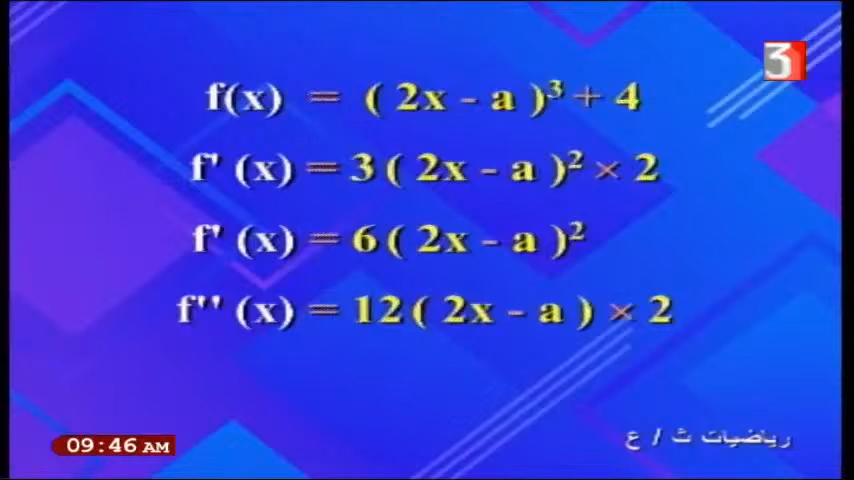 3
f(x) = ( 2x - a )³ + 4
f' (x) = 3 ( 2x - a )² × 2
f' (x) = 6 ( 2x - a )²
f'' (x) = 12 ( 2x - a ) × 2
رياضيات ث / ع
09:46 AM